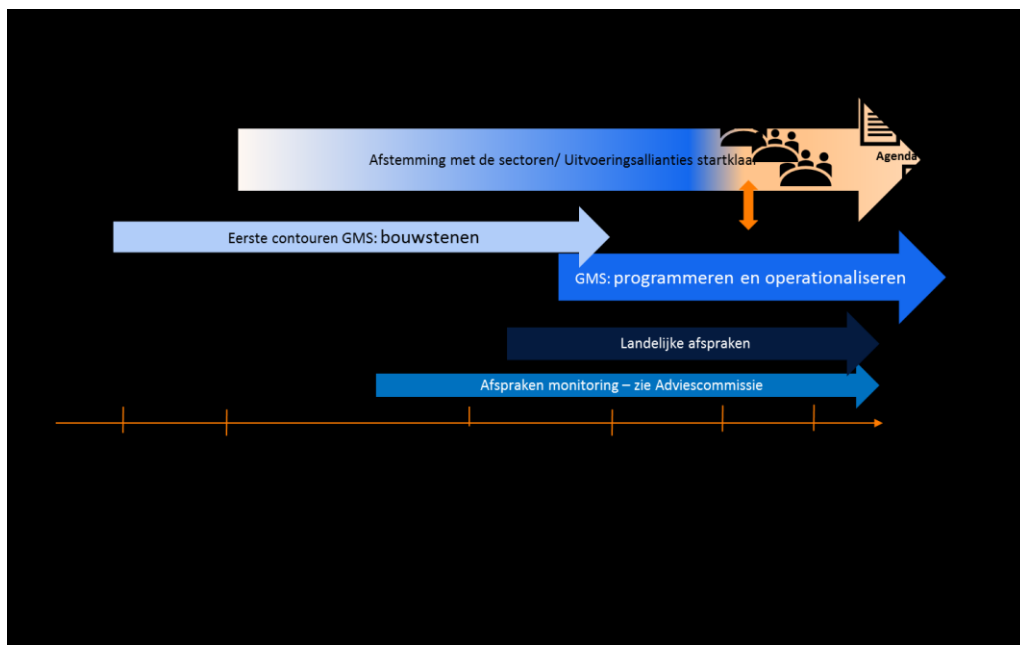 Afstemming met de sectoren/ Uitvoeringsallianties startklaar
Agenda
Eerste contouren GMS: bouwstenen
GMS: programmeren en operationaliseren
Landelijke afspraken
Afspraken monitoring – zie Adviescommissie